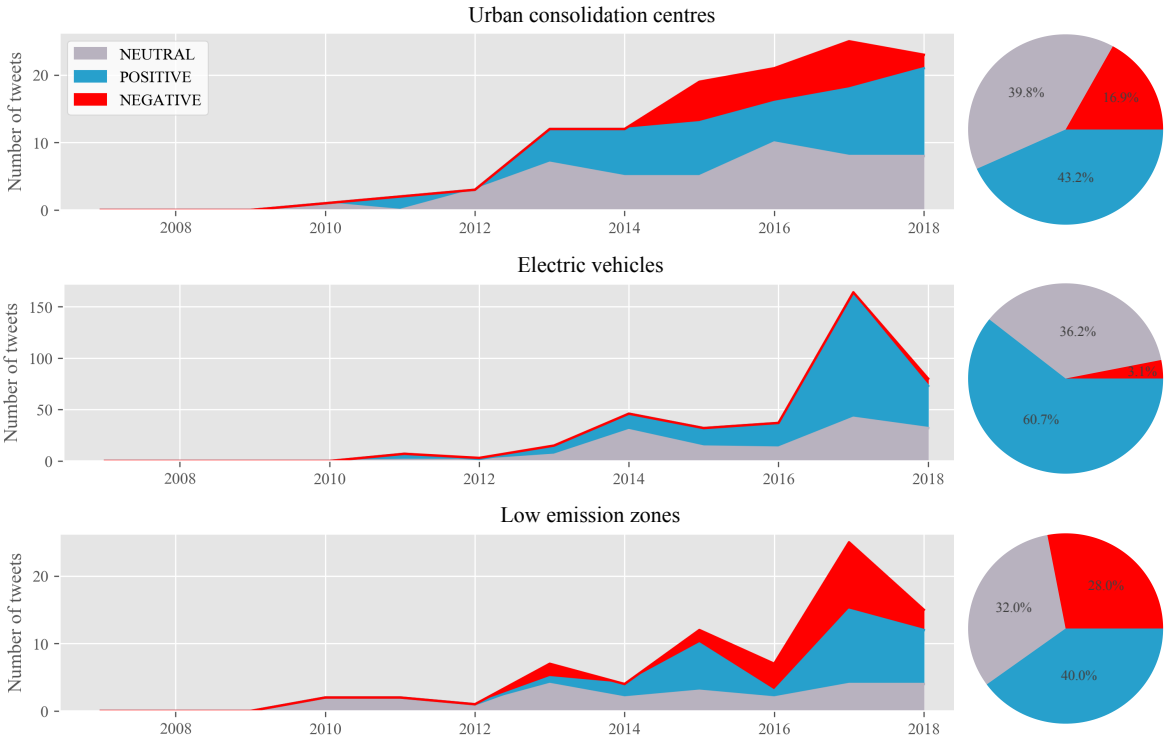 Urban consolidation centres
Number of tweets
20
10
0
NEUTRAL
POSITIVE
NEGATIVE
2008 2010 2012 2014 2016 2018
39.8%
16.9%
43.2%
Electric vehicles
Number of tweets
150
100
50
0
2008 2010 2012 2014 2016 2018
36.2%
3.1%
60.7%
Low emission zones
Number of tweets
20
10
0
2008 2010 2012 2014 2016 2018
28.0%
32.0%
40.0%